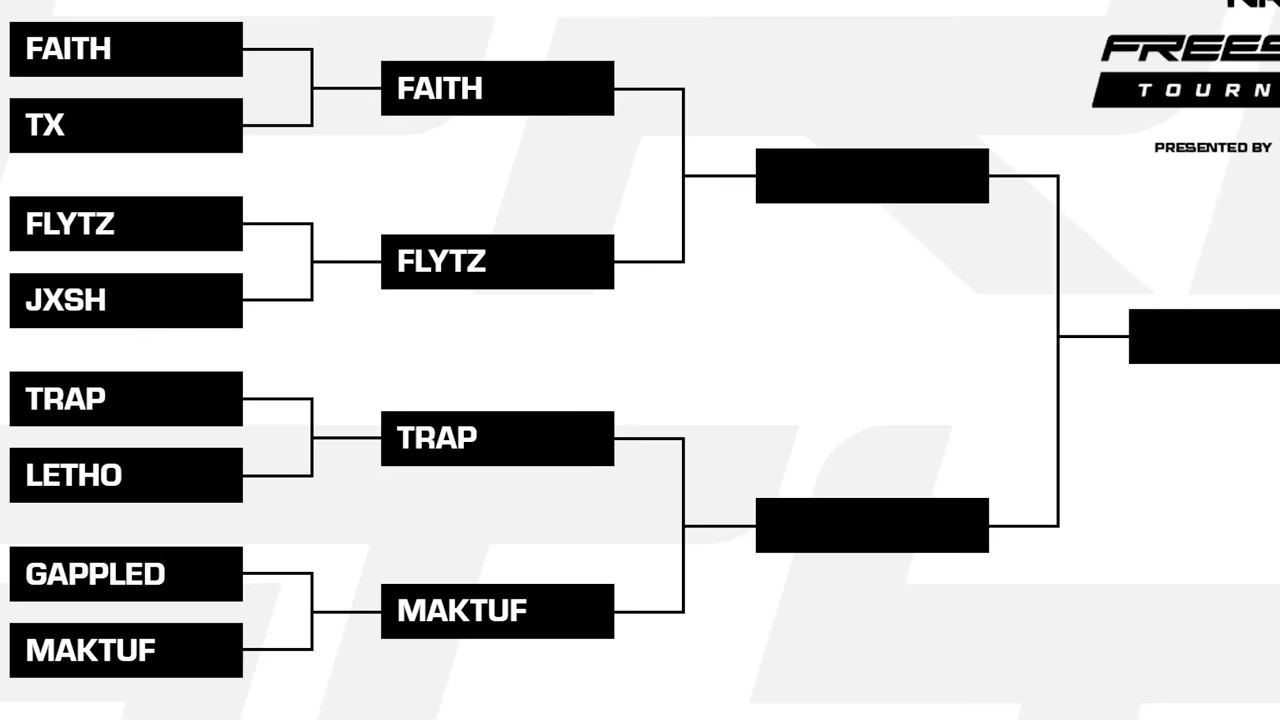 FAITH
TX
FLYTZ
JXSH
TRAP
LETHO
GAPPLED
MAKTUF
FAITH
FLYTZ
TRAP
MAKTUF
PRESENTED BY